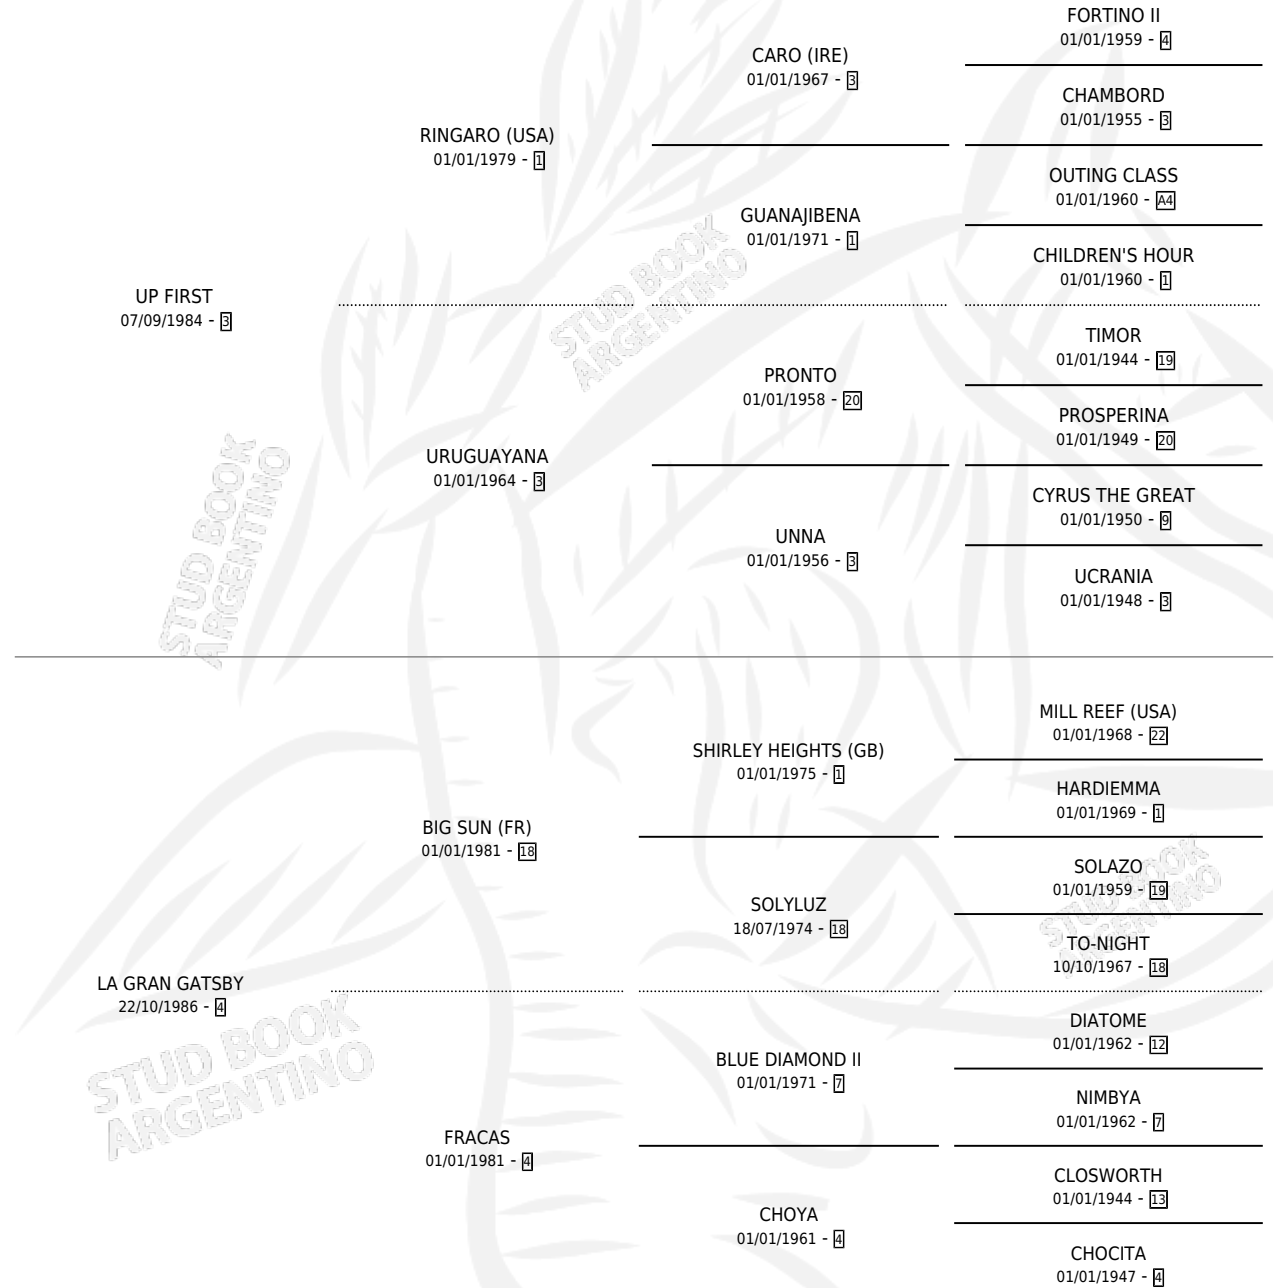 FORTINO II
01/01/1959 - 4
CARO (IRE)
01/01/1967 - 3
CHAMBORD
01/01/1955 - 3
RINGARO (USA)
01/01/1979 - 1
OUTING CLASS
01/01/1960 - A4
GUANAJIBENA
01/01/1971 - 1
CHILDREN'S HOUR
01/01/1960 - 1
UP FIRST
07/09/1984 - 3
STUD BOOK
ARGENTINO
TIMOR
01/01/1944 - 19
PRONTO
01/01/1958 - 20
PROSPERINA
01/01/1949 - 20
URUGUAYANA
01/01/1964 - 3
CYRUS THE GREAT
01/01/1950 - 9
UNNA
01/01/1956 - 3
UCRANIA
01/01/1948 - 3
STUD BOOK
ARGENTINO
MILL REEF (USA)
01/01/1968 - 22
SHIRLEY HEIGHTS (GB)
01/01/1975 - 1
HARDIEMMA
01/01/1969 - 1
BIG SUN (FR)
01/01/1981 - 18
SOLAZO
01/01/1959 - 19
SOLYLUZ
18/07/1974 - 18
TO-NIGHT
10/10/1967 - 18
STUD BOOK
ARGENTINO
LA GRAN GATSBY
22/10/1986 - 4
STUD BOOK
ARGENTINO
DIATOME
01/01/1962 - 12
BLUE DIAMOND II
01/01/1971 - 7
NIMBYA
01/01/1962 - 7
FRACAS
01/01/1981 - 4
CLOSWORTH
01/01/1944 - 13
CHOYA
01/01/1961 - 4
CHOCITA
01/01/1947 - 4